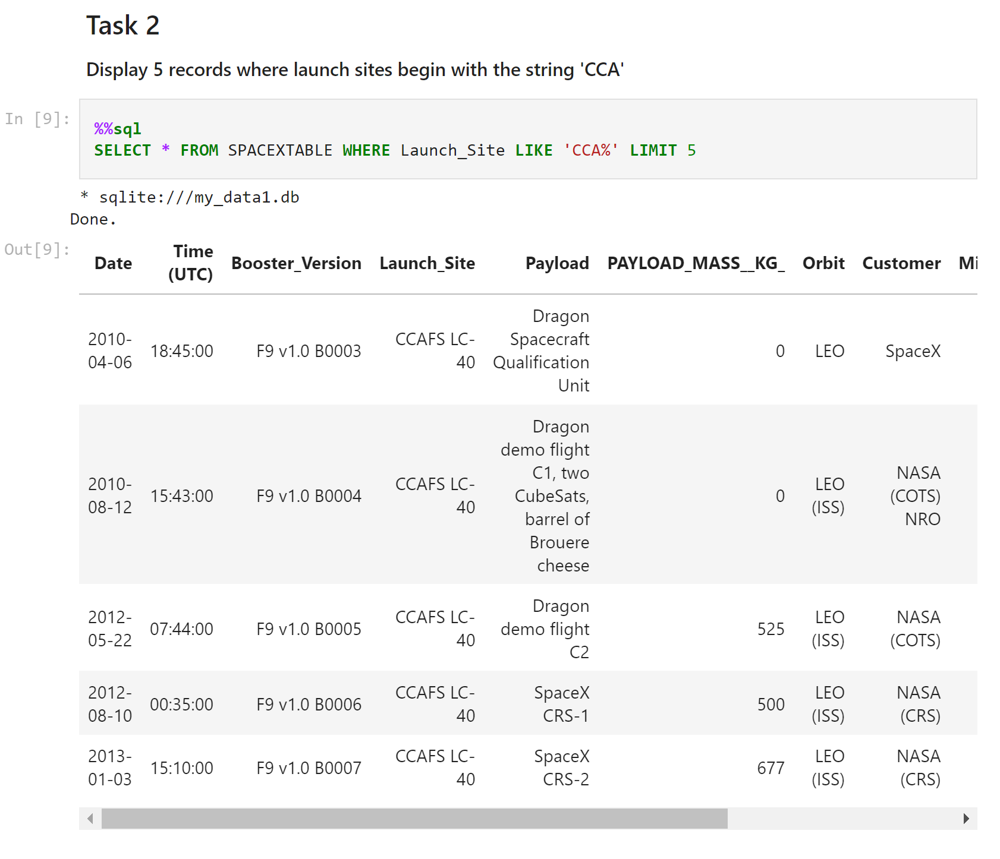 Task 2
Display 5 records where launch sites begin with the string 'CCA'
In [9]:
%%sql
SELECT * FROM SPACEXTABLE WHERE Launch_Site LIKE 'CCA%' LIMIT 5
* sqlite:///my_data1.db
Done.
Out[9]:
Date Time (UTC) Booster_Version Launch_Site Payload PAYLOAD_MASS__KG_ Orbit Customer Mi
2010-04-06 18:45:00 F9 v1.0 B0003 CCAFS LC-40 Dragon Spacecraft Qualification Unit 0 LEO SpaceX
2010-08-12 15:43:00 F9 v1.0 B0004 CCAFS LC-40 Dragon demo flight C1, two CubeSats, barrel of Brouere cheese 0 LEO (ISS) NASA (COTS) NRO
2012-05-22 07:44:00 F9 v1.0 B0005 CCAFS LC-40 Dragon demo flight C2 525 LEO (ISS) NASA (COTS)
2012-08-10 00:35:00 F9 v1.0 B0006 CCAFS LC-40 SpaceX CRS-1 500 LEO (ISS) NASA (CRS)
2013-01-03 15:10:00 F9 v1.0 B0007 CCAFS LC-40 SpaceX CRS-2 677 LEO (ISS) NASA (CRS)